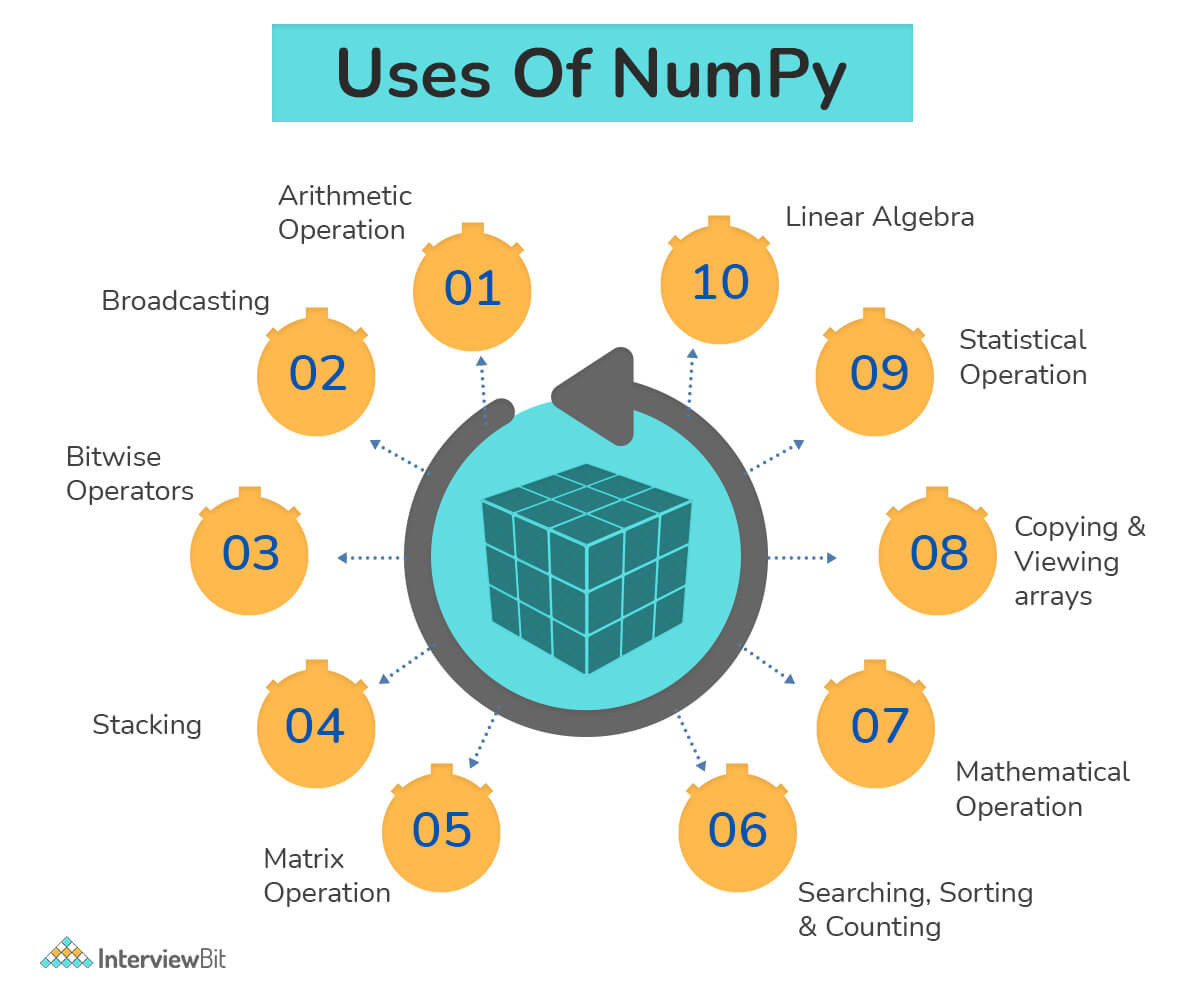 Uses Of NumPy
Arithmetic
Operation
01
Broadcasting
02
Bitwise
Operators
03
Stacking
04
Matrix
Operation
05
06
Searching, Sorting
& Counting
07
Mathematical
Operation
08
Copying &
Viewing
arrays
09
Statistical
Operation
10
Linear Algebra
InterviewBit